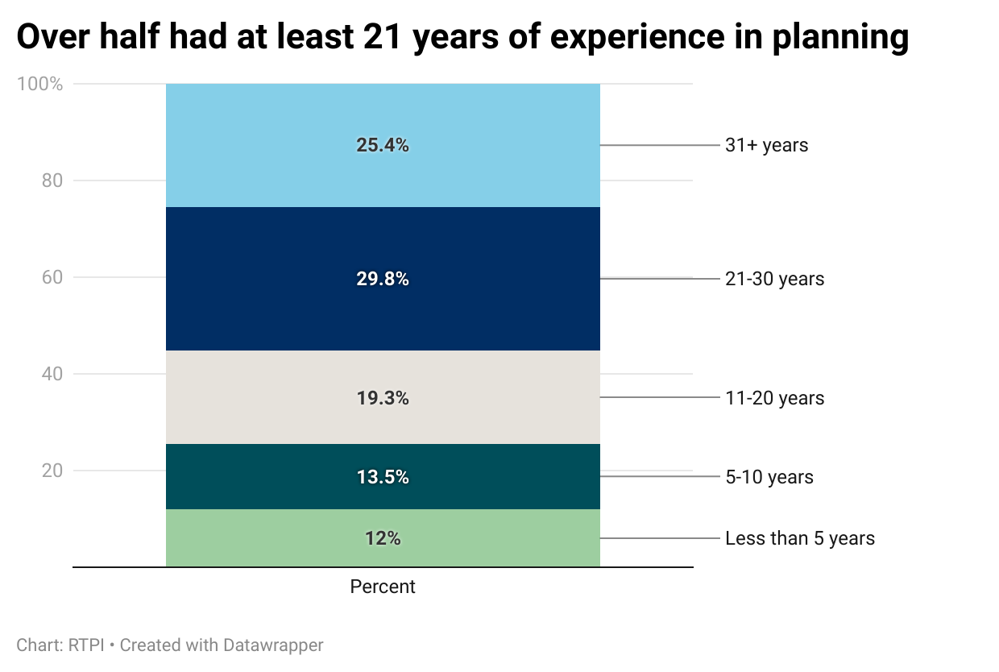 Over half had at least 21 years of experience in planning
100%
25.4%
31+ years
80
60
29.8%
21-30 years
40
19.3%
11-20 years
20
13.5%
5-10 years
12%
Less than 5 years
Percent
Chart: RTPI • Created with Datawrapper